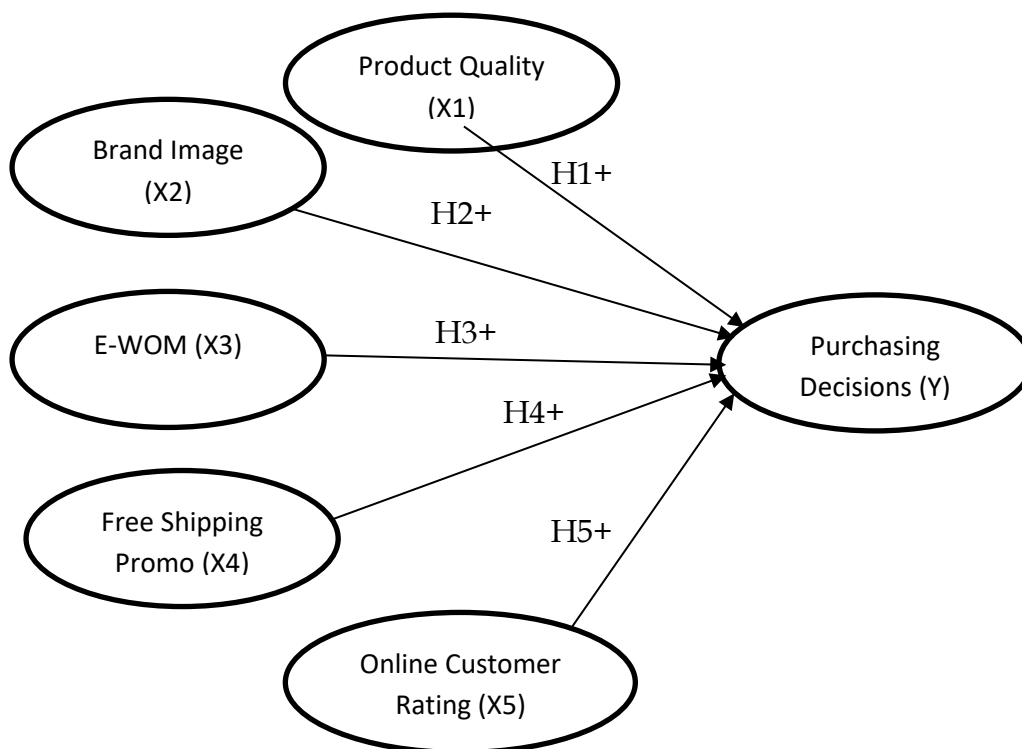 Product Quality
(X1)
Brand Image
(X2)
H1+
H2+
E-WOM (X3)
H3+
Purchasing
Decisions (Y)
H4+
Free Shipping
Promo (X4)
H5+
Online Customer
Rating (X5)